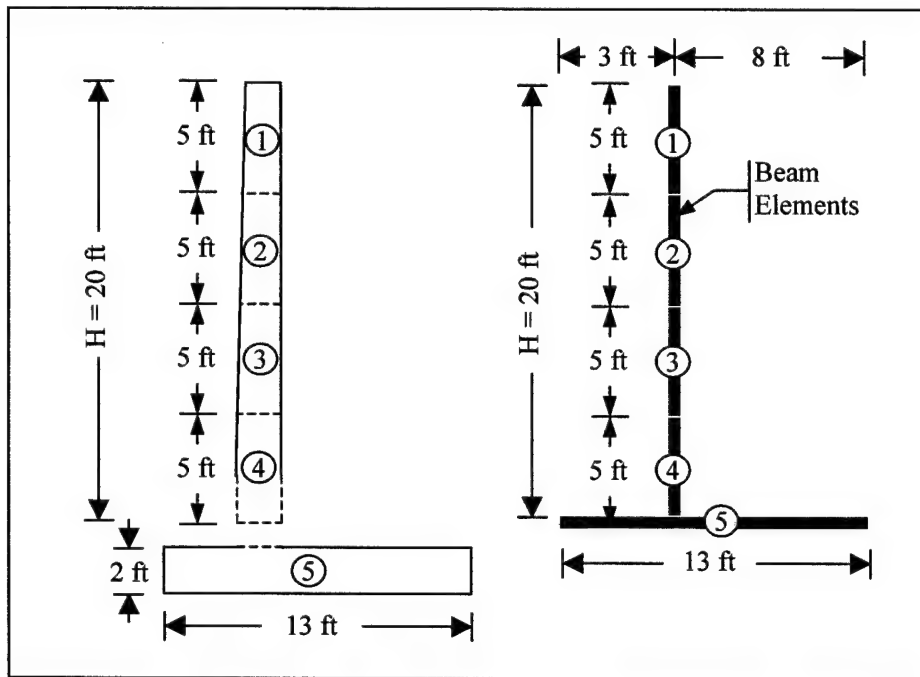 3 ft
8 ft
H = 20 ft
5 ft
5 ft
5 ft
5 ft
1
2
3
4
2 ft
5
13 ft
H = 20 ft
5 ft
5 ft
5 ft
5 ft
1
2
3
4
Beam
Elements
5
13 ft